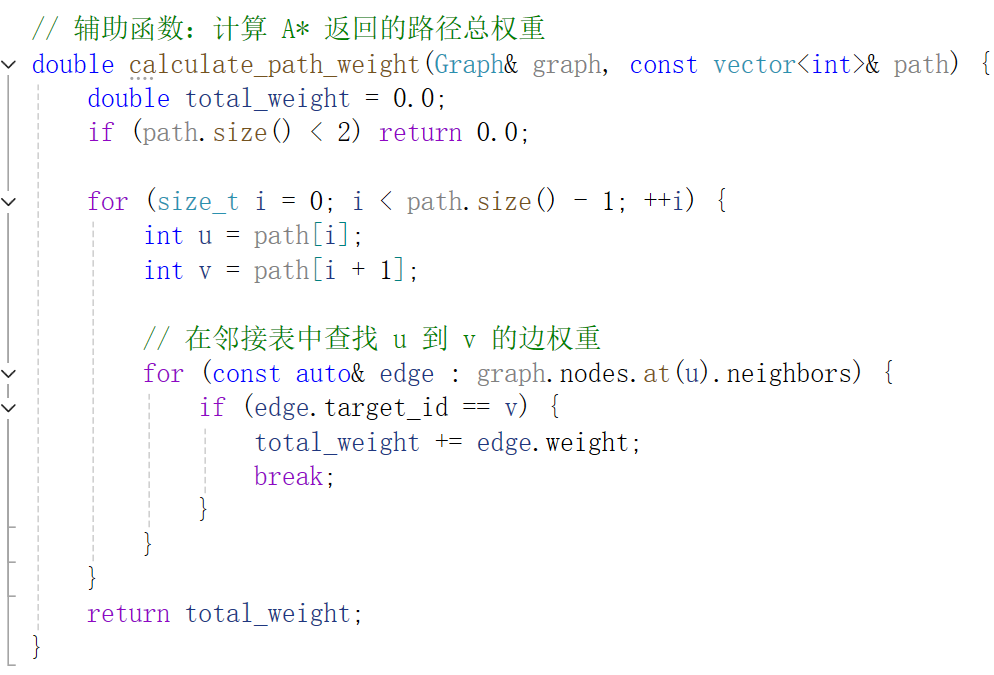 // 辅助函数：计算 A* 返回的路径总权重
double calculate_path_weight(Graph& graph, const vector<int>& path) {
    double total_weight = 0.0;
    if (path.size() < 2) return 0.0;

    for (size_t i = 0; i < path.size() - 1; ++i) {
        int u = path[i];
        int v = path[i + 1];

        // 在邻接表中查找 u 到 v 的边权重
        for (const auto& edge : graph.nodes.at(u).neighbors) {
            if (edge.target_id == v) {
                total_weight += edge.weight;
                break;
            }
        }
    }
    return total_weight;
}